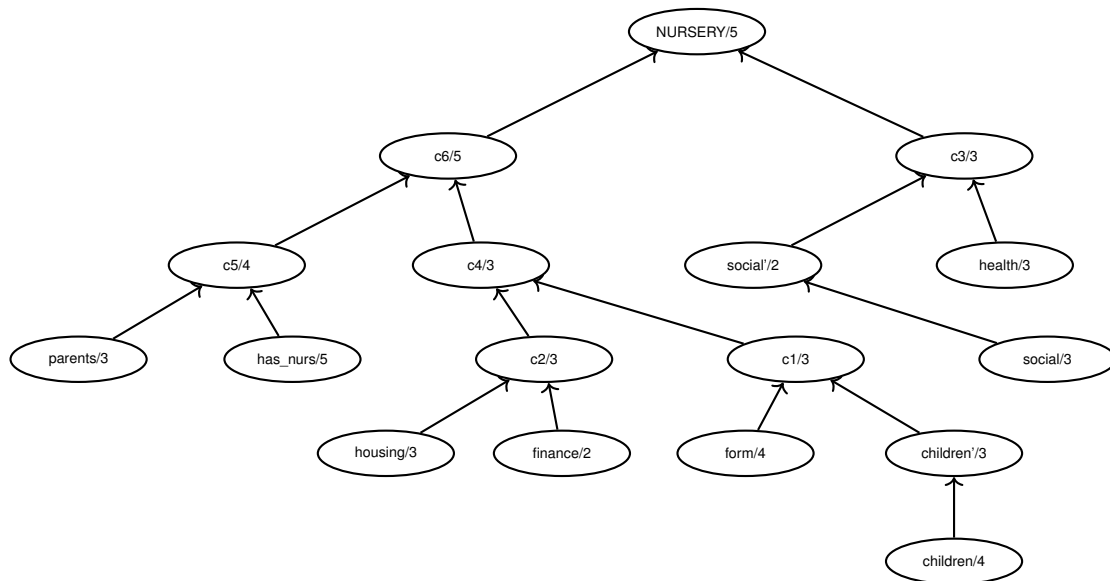 NURSERY/5
c6/5
c3/3
c5/4
c4/3
social'/2
health/3
parents/3
has_nurs/5
c2/3
c1/3
social/3
housing/3
finance/2
form/4
children'/3
children/4